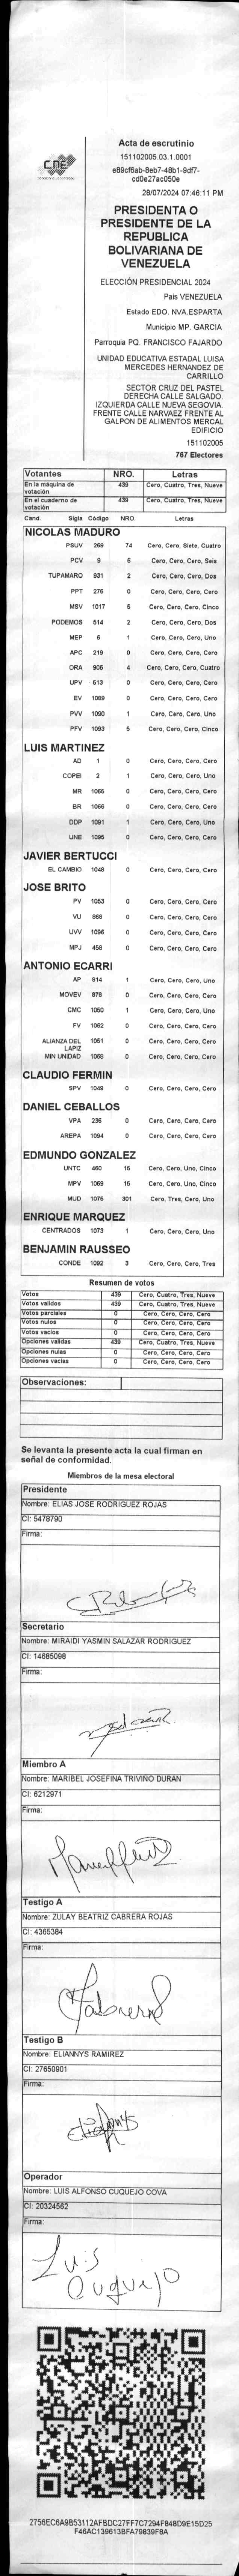 CNE
Acta de escrutinio
151102005.03.1.0001
e89cf6ab-8eb7-48b1-9df7-
cd0e27ac050e
28/07/2024 07:46:11 PM
PRESIDENTA O
PRESIDENTE DE LA
REPUBLICA
BOLIVARIANA DE
VENEZUELA
ELECCIÓN PRESIDENCIAL 2024
País VENEZUELA
Estado EDO. NVA.ESPARTA
Municipio MP. GARCIA
Parroquia PQ. FRANCISCO FAJARDO
UNIDAD EDUCATIVA ESTADAL LUISA
MERCEDES HERNANDEZ DE
CARRILLO
SECTOR CRUZ DEL PASTEL
DERECHA CALLE SALGADO.
IZQUIERDA CALLE NUEVA SEGOVIA.
FRENTE CALLE NARVAEZ FRENTE AL
GALPON DE ALIMENTOS MERCAL
EDIFICIO
151102005
767 Electores
Votantes NRO. Letras
En la máquina de votación 439 Cero, Cuatro, Tres, Nueve
En el cuaderno de votación 439 Cero, Cuatro, Tres, Nueve
Cand. Sigla Código NRO. Letras
NICOLAS MADURO
PSUV 269 74 Cero, Cero, Siete, Cuatro
PCV 9 6 Cero, Cero, Cero, Seis
TUPAMARO 931 2 Cero, Cero, Cero, Dos
PPT 276 0 Cero, Cero, Cero, Cero
MSV 1017 5 Cero, Cero, Cero, Cinco
PODEMOS 514 2 Cero, Cero, Cero, Dos
MEP 6 1 Cero, Cero, Cero, Uno
APC 219 0 Cero, Cero, Cero, Cero
ORA 906 4 Cero, Cero, Cero, Cuatro
UPV 513 0 Cero, Cero, Cero, Cero
EV 1089 0 Cero, Cero, Cero, Cero
PVV 1090 1 Cero, Cero, Cero, Uno
PFV 1093 5 Cero, Cero, Cero, Cinco
LUIS MARTINEZ
AD 1 0 Cero, Cero, Cero, Cero
COPEI 2 1 Cero, Cero, Cero, Uno
MR 1065 0 Cero, Cero, Cero, Cero
BR 1066 0 Cero, Cero, Cero, Cero
DDP 1091 1 Cero, Cero, Cero, Uno
UNE 1095 0 Cero, Cero, Cero, Cero
JAVIER BERTUCCI
EL CAMBIO 1048 0 Cero, Cero, Cero, Cero
JOSE BRITO
PV 1053 0 Cero, Cero, Cero, Cero
VU 868 0 Cero, Cero, Cero, Cero
UVV 1096 0 Cero, Cero, Cero, Cero
MPJ 458 0 Cero, Cero, Cero, Cero
ANTONIO ECARRI
AP 914 1 Cero, Cero, Cero, Uno
MOVEV 878 0 Cero, Cero, Cero, Cero
CMC 1050 1 Cero, Cero, Cero, Uno
FV 1062 0 Cero, Cero, Cero, Cero
ALIANZA DEL LAPIZ 1051 0 Cero, Cero, Cero, Cero
MIN UNIDAD 1058 0 Cero, Cero, Cero, Cero
CLAUDIO FERMIN
SPV 1049 0 Cero, Cero, Cero, Cero
DANIEL CEBALLOS
VPA 236 0 Cero, Cero, Cero, Cero
AREPA 1094 0 Cero, Cero, Cero, Cero
EDMUNDO GONZALEZ
UNTC 460 15 Cero, Cero, Uno, Cinco
MPV 1069 15 Cero, Cero, Uno, Cinco
MUD 1075 301 Cero, Tres, Cero, Uno
ENRIQUE MARQUEZ
CENTRADOS 1073 1 Cero, Cero, Cero, Uno
BENJAMIN RAUSSEO
CONDE 1092 3 Cero, Cero, Cero, Tres
Resumen de votos
Votos 439 Cero, Cuatro, Tres, Nueve
Votos validos 439 Cero, Cuatro, Tres, Nueve
Votos parciales 0 Cero, Cero, Cero, Cero
Votos nulos 0 Cero, Cero, Cero, Cero
Votos vacios 0 Cero, Cero, Cero, Cero
Opciones validas 439 Cero, Cuatro, Tres, Nueve
Opciones nulas 0 Cero, Cero, Cero, Cero
Opciones vacias 0 Cero, Cero, Cero, Cero
Observaciones:
Se levanta la presente acta la cual firman en
señal de conformidad.
Miembros de la mesa electoral
Presidente
Nombre: ELIAS JOSE RODRIGUEZ ROJAS
CI: 5478790
Firma:
Secretario
Nombre: MIRAIDI YASMIN SALAZAR RODRIGUEZ
CI: 14685098
Firma:
Miembro A
Nombre: MARIBEL JOSEFINA TRIVIÑO DURAN
CI: 6212971
Firma:
Testigo A
Nombre: ZULAY BEATRIZ CABRERA ROJAS
CI: 4365384
Firma:
Testigo B
Nombre: ELIANNYS RAMIREZ
CI: 27650901
Firma:
Operador
Nombre: LUIS ALFONSO CUQUEJO COVA
CI: 20324562
Firma:
Luis
Cuquejo
2756EC6A9B53112AFBDC27FF7C7294F848D9E15D25
F46AC139613BFA79839F8A